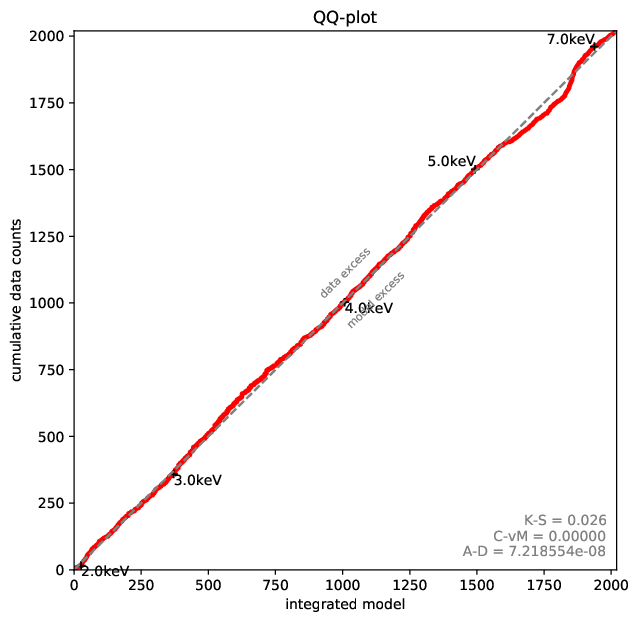 QQ-plot
2000
1750
1500
1250
1000
750
500
250
0
cumulative data counts
7.0keV
5.0keV
data excess
model excess
4.0keV
3.0keV
2.0keV
K-S = 0.026
C-vM = 0.00000
A-D = 7.218554e-08
0 250 500 750 1000 1250 1500 1750 2000
integrated model